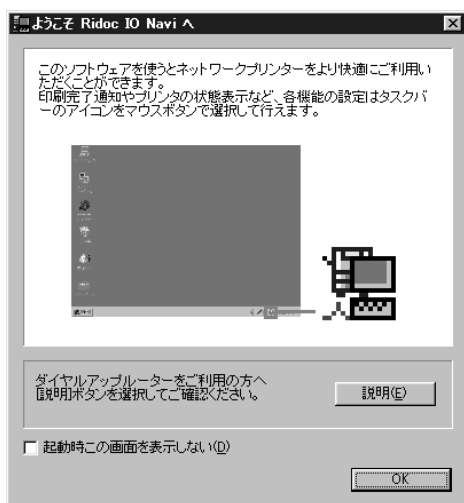 ようこそ Ridoc IO Navi へ
このソフトウェアを使うとネットワークプリンターをより快適にご利用い
ただくことができます。
印刷完了通知やプリンタの状態表示など、各機能の設定はタスクバ
ーのアイコンをマウスボタンで選択して行えます。
ダイヤルアップルーターをご利用の方へ
[説明]ボタンを選択してご確認ください。
説明(E)
起動時この画面を表示しない(D)
OK